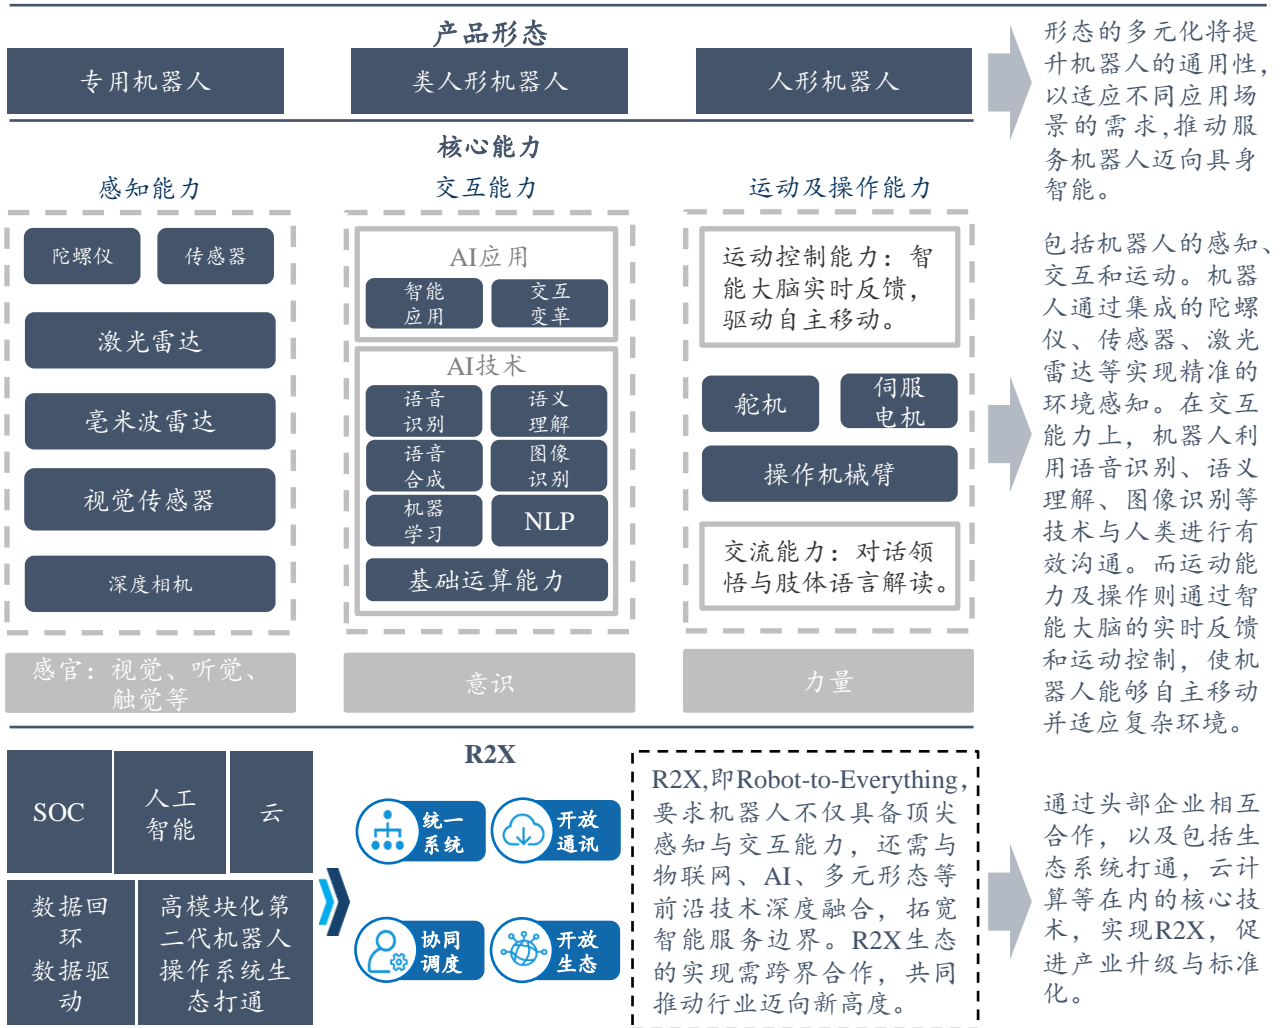 产品形态
专用机器人
类人形机器人
人形机器人
形态的多元化将提
升机器人的通用性,
以适应不同应用场
景的需求,推动服
务机器人迈向具身
智能。
核心能力
感知能力
交互能力
运动及操作能力
陀螺仪
传感器
激光雷达
毫米波雷达
视觉传感器
深度相机
AI应用
智能
应用
交互
变革
AI技术
语音
识别
语义
理解
语音
合成
图像
识别
机器
学习
NLP
基础运算能力
运动控制能力：智
能大脑实时反馈，
驱动自主移动。
舵机
伺服
电机
操作机械臂
交流能力：对话领
悟与肢体语言解读。
感官：视觉、听觉、
触觉等
意识
力量
包括机器人的感知、
交互和运动。机器
人通过集成的陀螺
仪、传感器、激光
雷达等实现精准的
环境感知。在交互
能力上，机器人利
用语音识别、语义
理解、图像识别等
技术与人类进行有
效沟通。而运动能
力及操作则通过智
能大脑的实时反馈
和运动控制，使机
器人能够自主移动
并适应复杂环境。
SOC
人工
智能
云
数据回
环
数据驱
动
高模块化第
二代机器人
操作系统生
态打通
R2X
统一
系统
开放
通讯
协同
调度
开放
生态
R2X,即Robot-to-Everything，
要求机器人不仅具备顶尖
感知与交互能力，还需与
物联网、AI、多元形态等
前沿技术深度融合，拓宽
智能服务边界。R2X生态
的实现需跨界合作，共同
推动行业迈向新高度。
通过头部企业相互
合作，以及包括生
态系统打通，云计
算等在内的核心技
术，实现R2X，促
进产业升级与标准
化。